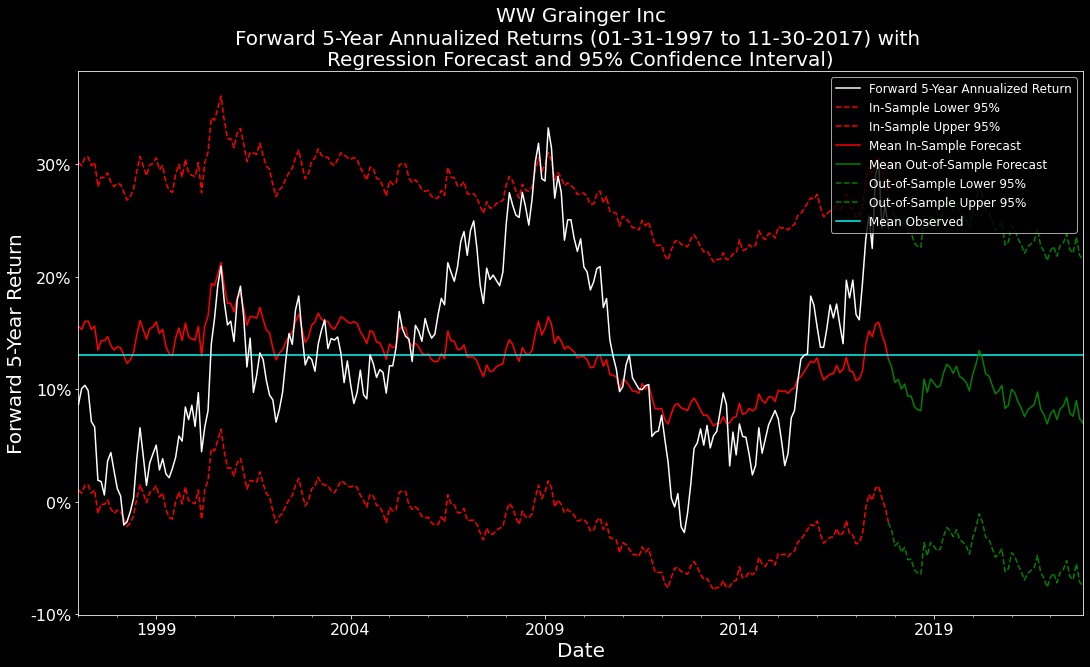 WW Grainger Inc
Forward 5-Year Annualized Returns (01-31-1997 to 11-30-2017) with
Regression Forecast and 95% Confidence Interval)
Forward 5-Year Annualized Return
In-Sample Lower 95%
In-Sample Upper 95%
Mean In-Sample Forecast
Mean Out-of-Sample Forecast
Out-of-Sample Lower 95%
Out-of-Sample Upper 95%
Mean Observed
Forward 5-Year Return
30%
20%
10%
0%
-10%
1999
2004
2009
2014
2019
Date